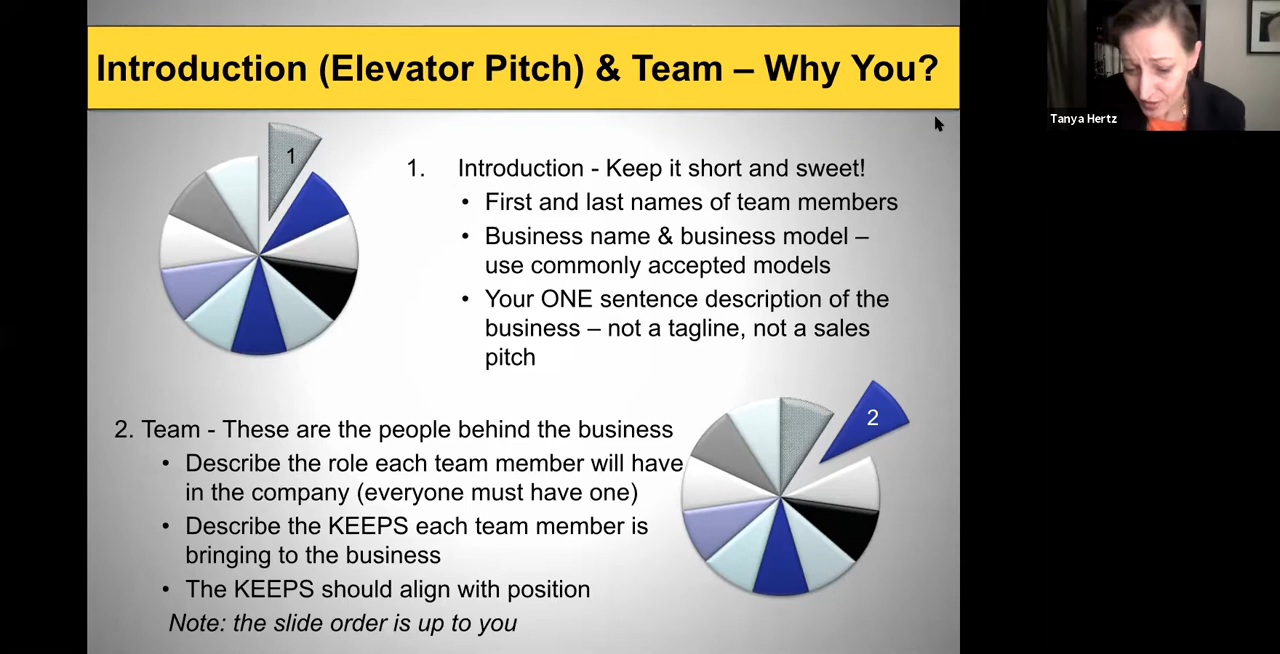 Introduction (Elevator Pitch) & Team – Why You?
Tanya Hertz
1
1. Introduction - Keep it short and sweet!
• First and last names of team members
• Business name & business model –
use commonly accepted models
• Your ONE sentence description of the
business – not a tagline, not a sales
pitch
2
2. Team - These are the people behind the business
• Describe the role each team member will have
in the company (everyone must have one)
• Describe the KEEPS each team member is
bringing to the business
• The KEEPS should align with position
Note: the slide order is up to you